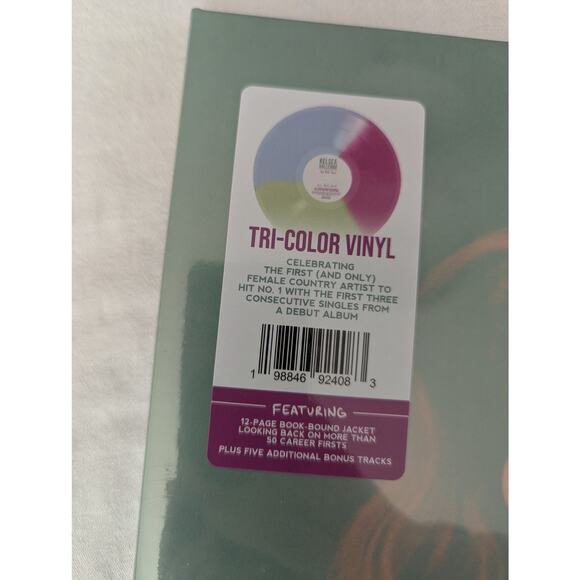 KELSEA
BALLERINI
TRI-COLOR VINYL
CELEBRATING
THE FIRST (AND ONLY)
FEMALE COUNTRY ARTIST TO
HIT NO. 1 WITH THE FIRST THREE
CONSECUTIVE SINGLES FROM
A DEBUT ALBUM
1 98846 92408 3
FEATURING
12-PAGE BOOK-BOUND JACKET
LOOKING BACK ON MORE THAN
50 CAREER FIRSTS
PLUS FIVE ADDITIONAL BONUS TRACKS